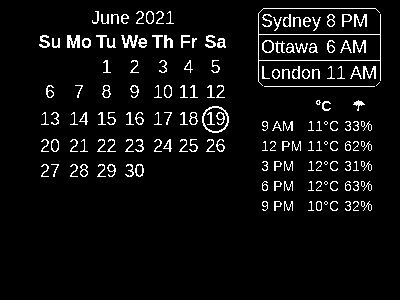 June 2021
Su Mo Tu We Th Fr Sa
1 2 3 4 5
6 7 8 9 10 11 12
13 14 15 16 17 18 19
20 21 22 23 24 25 26
27 28 29 30
Sydney 8 PM
Ottawa 6 AM
London 11 AM
°C ☂
9 AM 11°C 33%
12 PM 11°C 62%
3 PM 12°C 31%
6 PM 12°C 63%
9 PM 10°C 32%